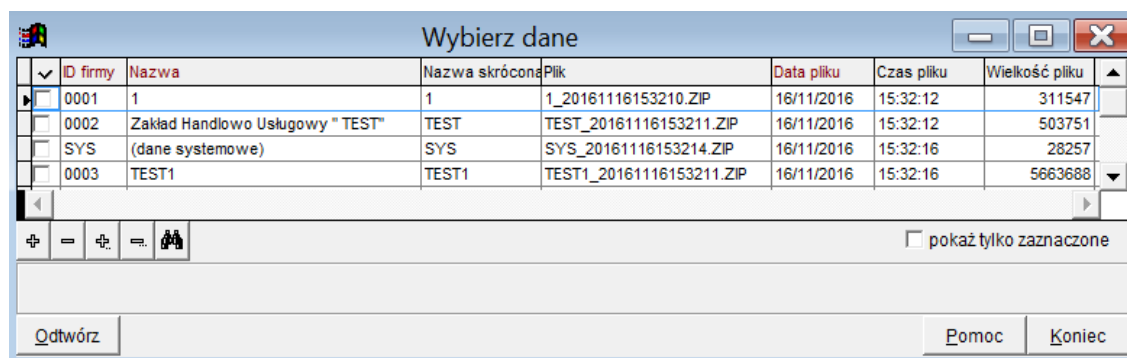 Wybierz dane
ID firmy Nazwa Nazwa skrócona Plik Data pliku Czas pliku Wielkość pliku
0001 1 1 1_20161116153210.ZIP 16/11/2016 15:32:12 311547
0002 Zakład Handlowo Usługowy " TEST" TEST TEST_20161116153211.ZIP 16/11/2016 15:32:12 503751
SYS (dane systemowe) SYS SYS_20161116153214.ZIP 16/11/2016 15:32:16 28257
0003 TEST1 TEST1 TEST1_20161116153211.ZIP 16/11/2016 15:32:16 5663688
pokaż tylko zaznaczone
Odtwórz Pomoc Koniec